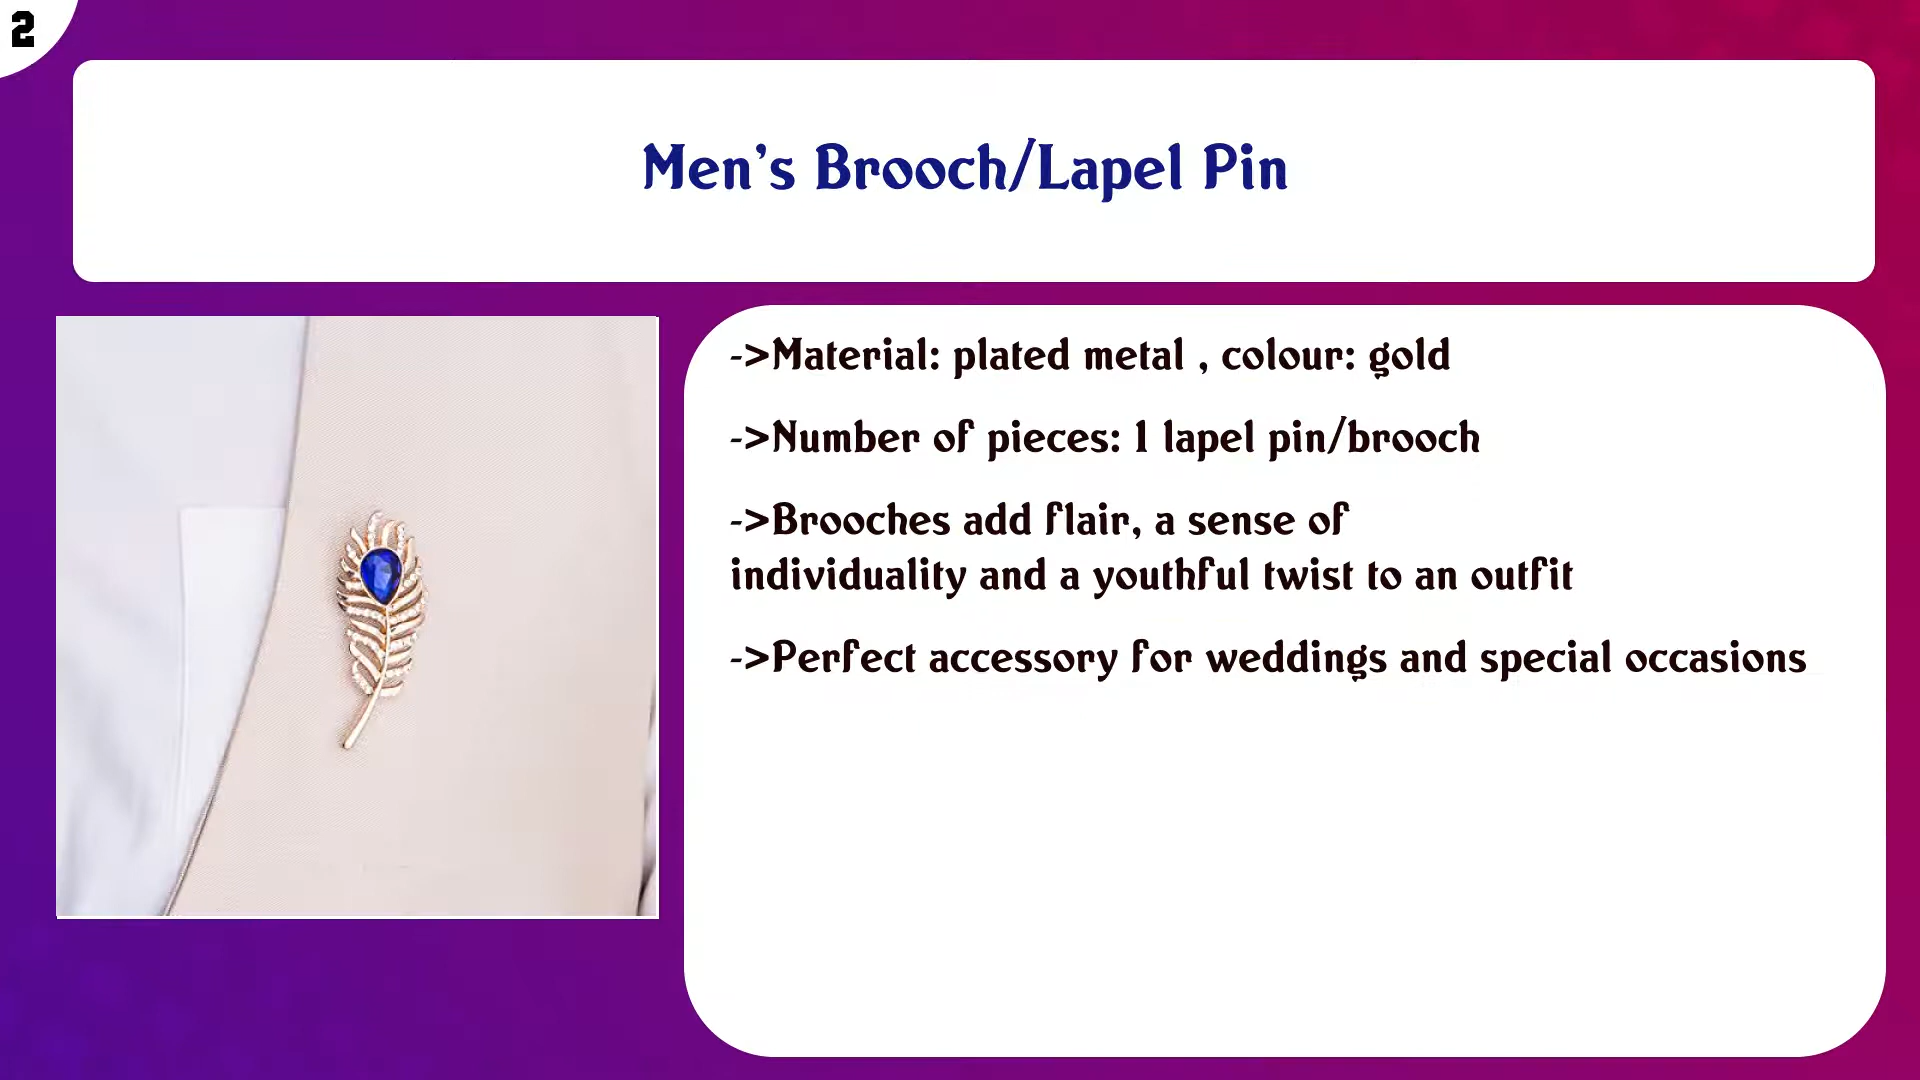 2
Men's Brooch/Lapel Pin
->Material: plated metal , colour: gold
->Number of pieces: 1 lapel pin/brooch
->Brooches add flair, a sense of
individuality and a youthful twist to an outfit
->Perfect accessory for weddings and special occasions